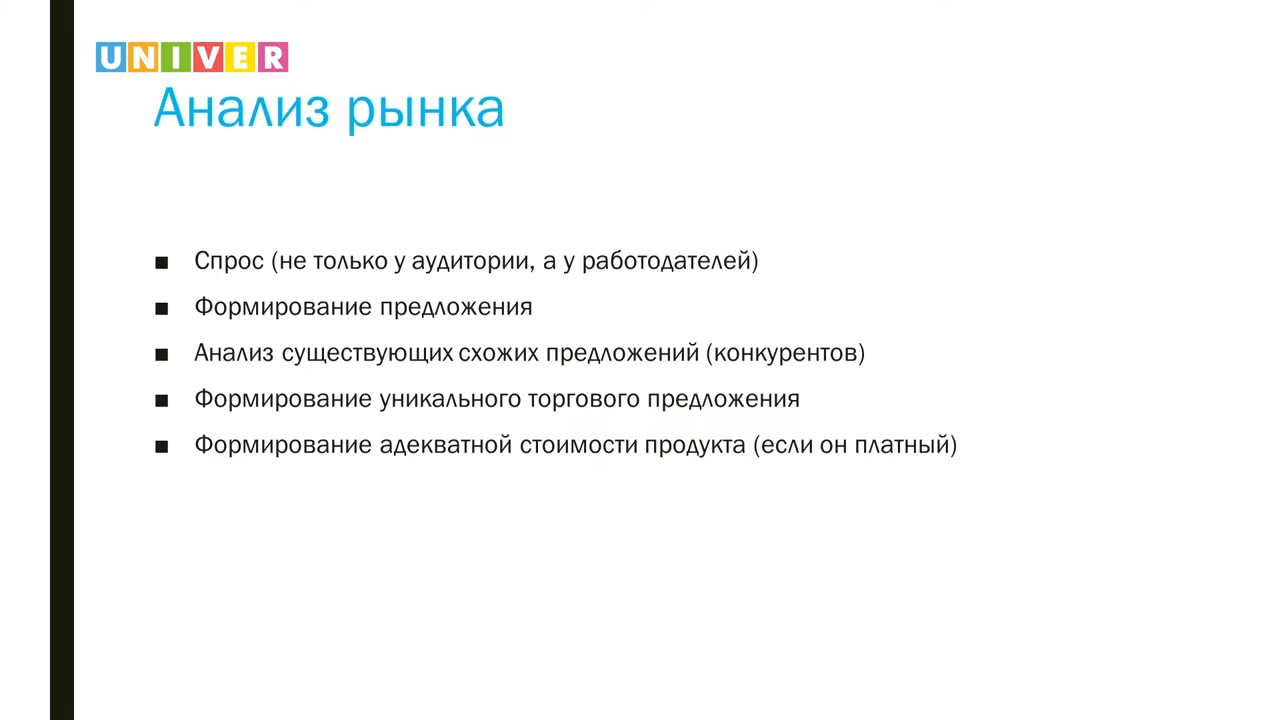 UNIVER
Анализ рынка
■ Спрос (не только у аудитории, а у работодателей)
■ Формирование предложения
■ Анализ существующих схожих предложений (конкурентов)
■ Формирование уникального торгового предложения
■ Формирование адекватной стоимости продукта (если он платный)